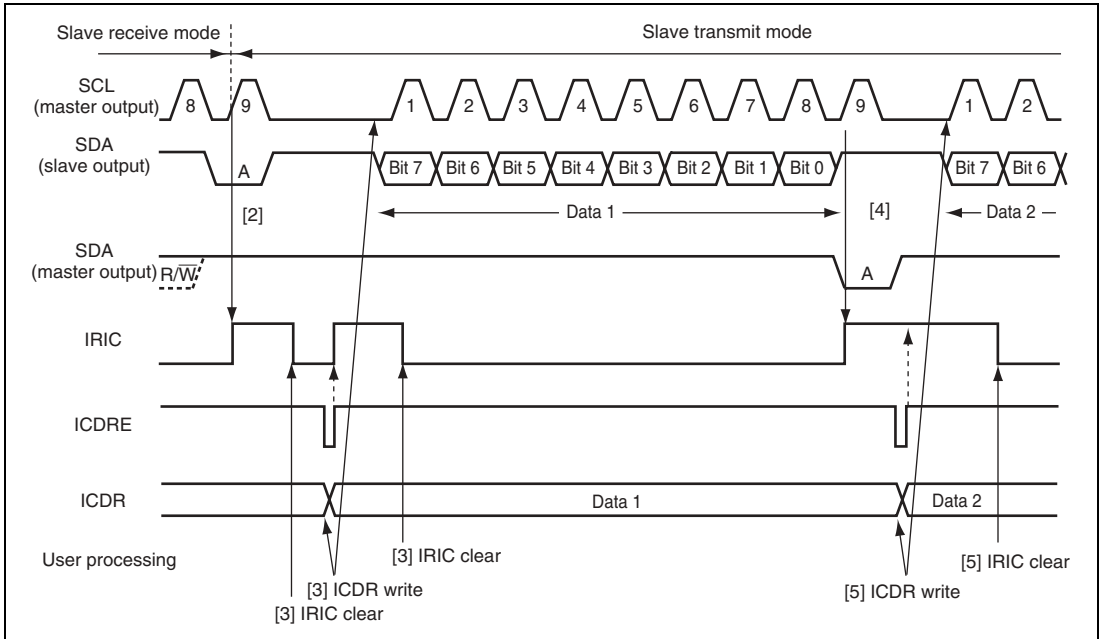 Slave receive mode Slave transmit mode
SCL
(master output) 8 9 1 2 3 4 5 6 7 8 9 1 2
SDA
(slave output) A Bit 7 Bit 6 Bit 5 Bit 4 Bit 3 Bit 2 Bit 1 Bit 0 Bit 7 Bit 6
[2] Data 1 [4] Data 2
SDA
(master output) R/W̅ A
IRIC
ICDRE
ICDR Data 1 Data 2
User processing
[3] IRIC clear
[5] IRIC clear
[3] ICDR write
[5] ICDR write
[3] IRIC clear